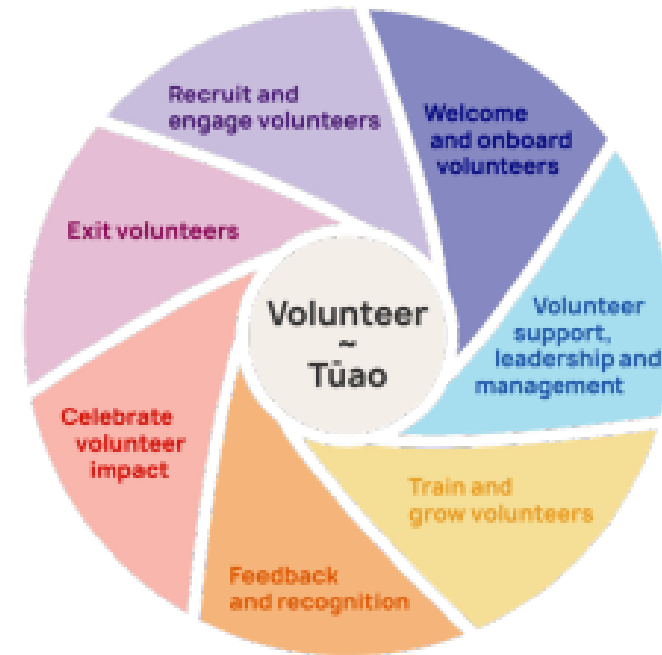 Recruit and
engage volunteers
Welcome
and onboard
volunteers
Volunteer
support,
leadership and
management
Train and
grow volunteers
Feedback
and recognition
Celebrate
volunteer
impact
Exit volunteers
Volunteer
~
Tūao